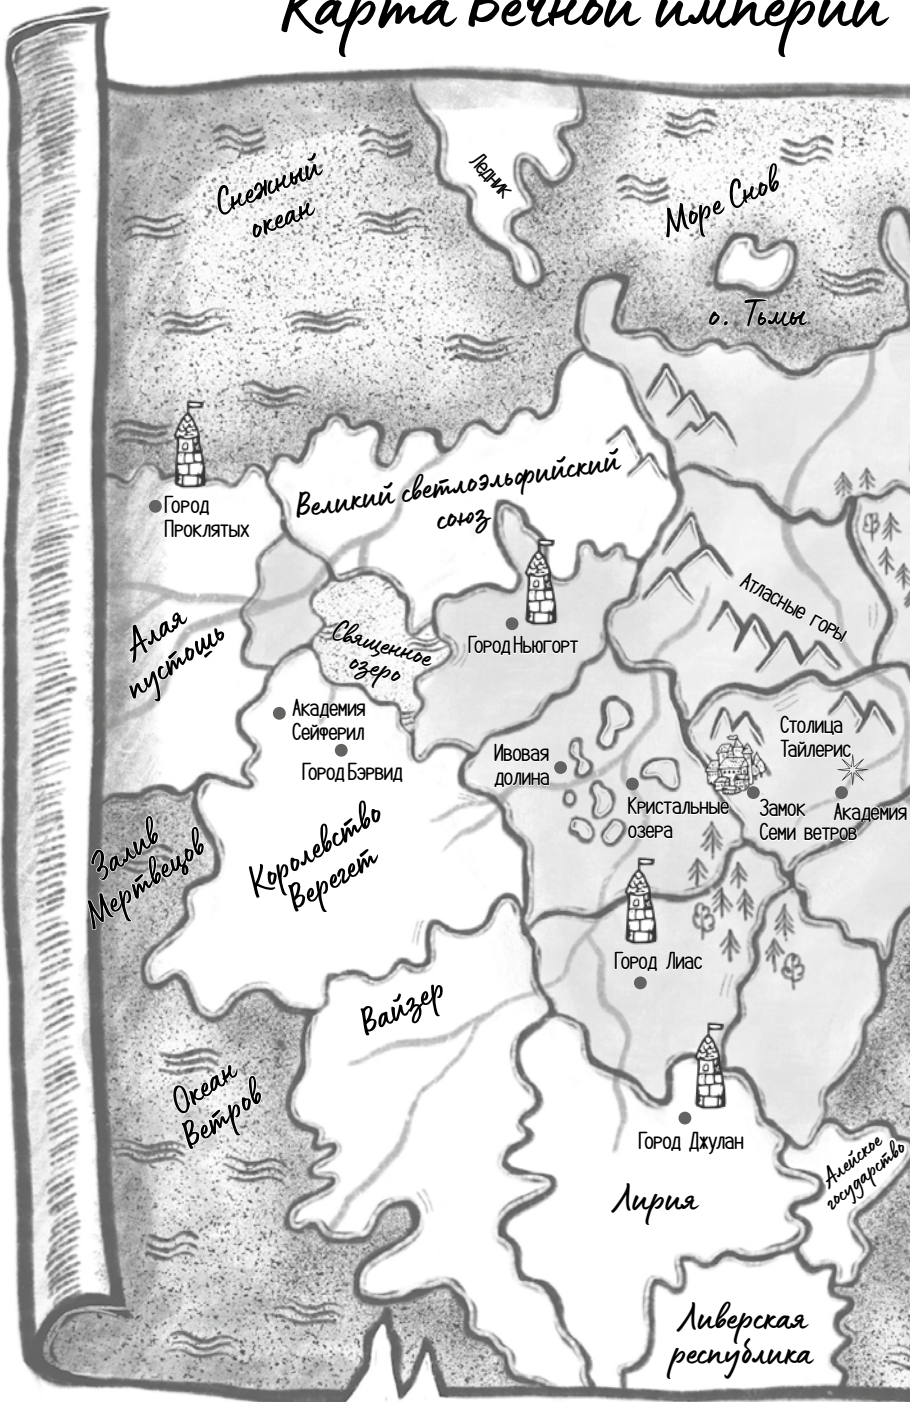 Карта Вечной империи
Ледник
Снежный
океан
Море Снов
о. Тьмы
Великий светлоэльфийский
союз
Город
Проклятых
Атласные горы
Алая
пустошь
Священное
озеро
Город Ньюгорт
Академия
Сейферил
Город Бэрвид
Ивовая
долина
Столица
Тайлерис
Кристальные
озера
Замок
Семи ветров
Академия
Залив
Мертвецов
Королевство
Верегет
Город Лиас
Вайзер
Океан
Ветров
Город Джулан
Алейское
государство
Лирия
Ливерская
республика